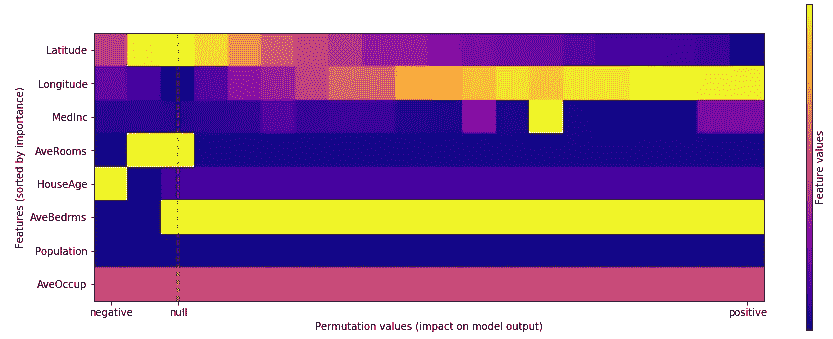 Features (sorted by importance)
Latitude
Longitude
MedInc
AveRooms
HouseAge
AveBedrms
Population
AveOccup
negative
null
positive
Permutation values (impact on model output)
Feature values